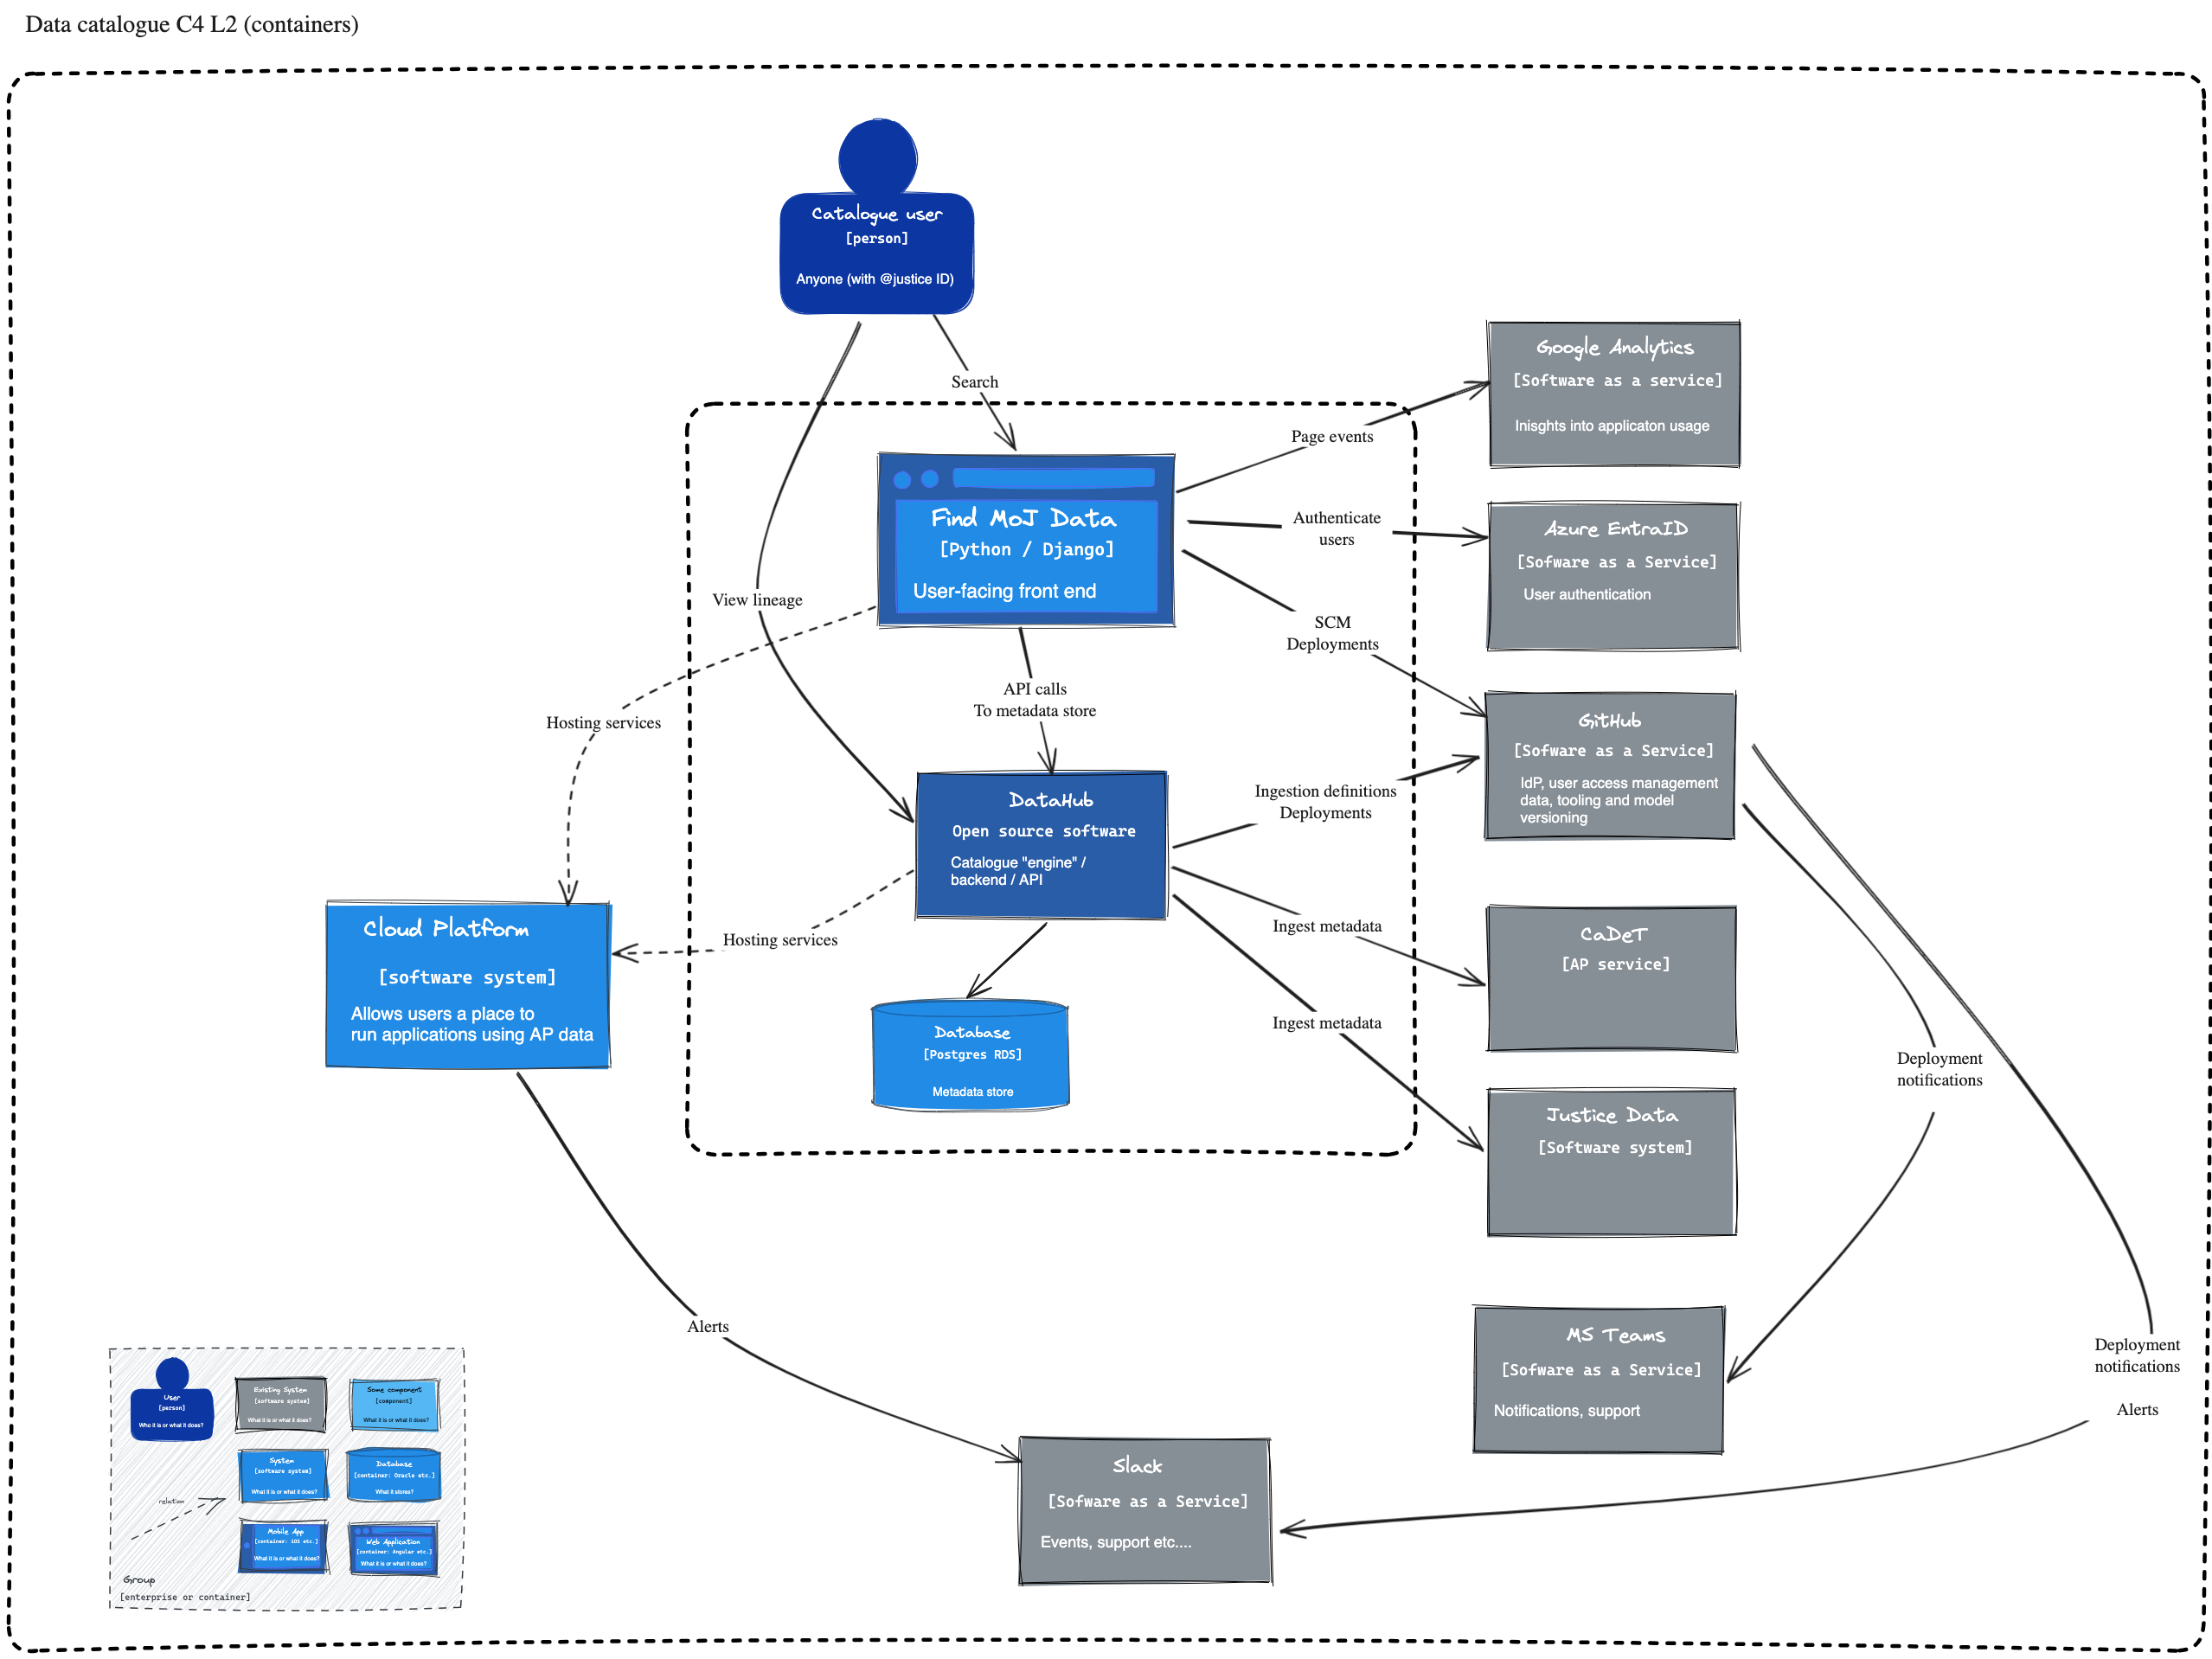 Data catalogue C4 L2 (containers)
Catalogue user
[person]
Anyone (with @justice ID)
Search
View lineage
Find MoJ Data
[Python / Django]
User-facing front end
Page events
Authenticate
users
SCM
Deployments
API calls
To metadata store
Hosting services
DataHub
Open source software
Catalogue "engine" /
backend / API
Ingestion definitions
Deployments
Ingest metadata
Ingest metadata
Hosting services
Database
[Postgres RDS]
Metadata store
Cloud Platform
[software system]
Allows users a place to
run applications using AP data
Google Analytics
[Software as a service]
Inisghts into applicaton usage
Azure EntraID
[Sofware as a Service]
User authentication
GitHub
[Sofware as a Service]
IdP, user access management
data, tooling and model
versioning
CaDeT
[AP service]
Justice Data
[Software system]
Deployment
notifications
MS Teams
[Sofware as a Service]
Notifications, support
Deployment
notifications
Alerts
Alerts
Slack
[Sofware as a Service]
Events, support etc....
User
[person]
Who it is or what it does?
Existing System
[software system]
What it is or what it does?
Some component
[component]
What it is or what it does?
System
[software system]
What it is or what it does?
Database
[container: Oracle etc.]
What it stores?
relation
Mobile App
[container: iOS etc.]
What it is or what it does?
Web Application
[container: Angular etc.]
What it is or what it does?
Group
[enterprise or container]